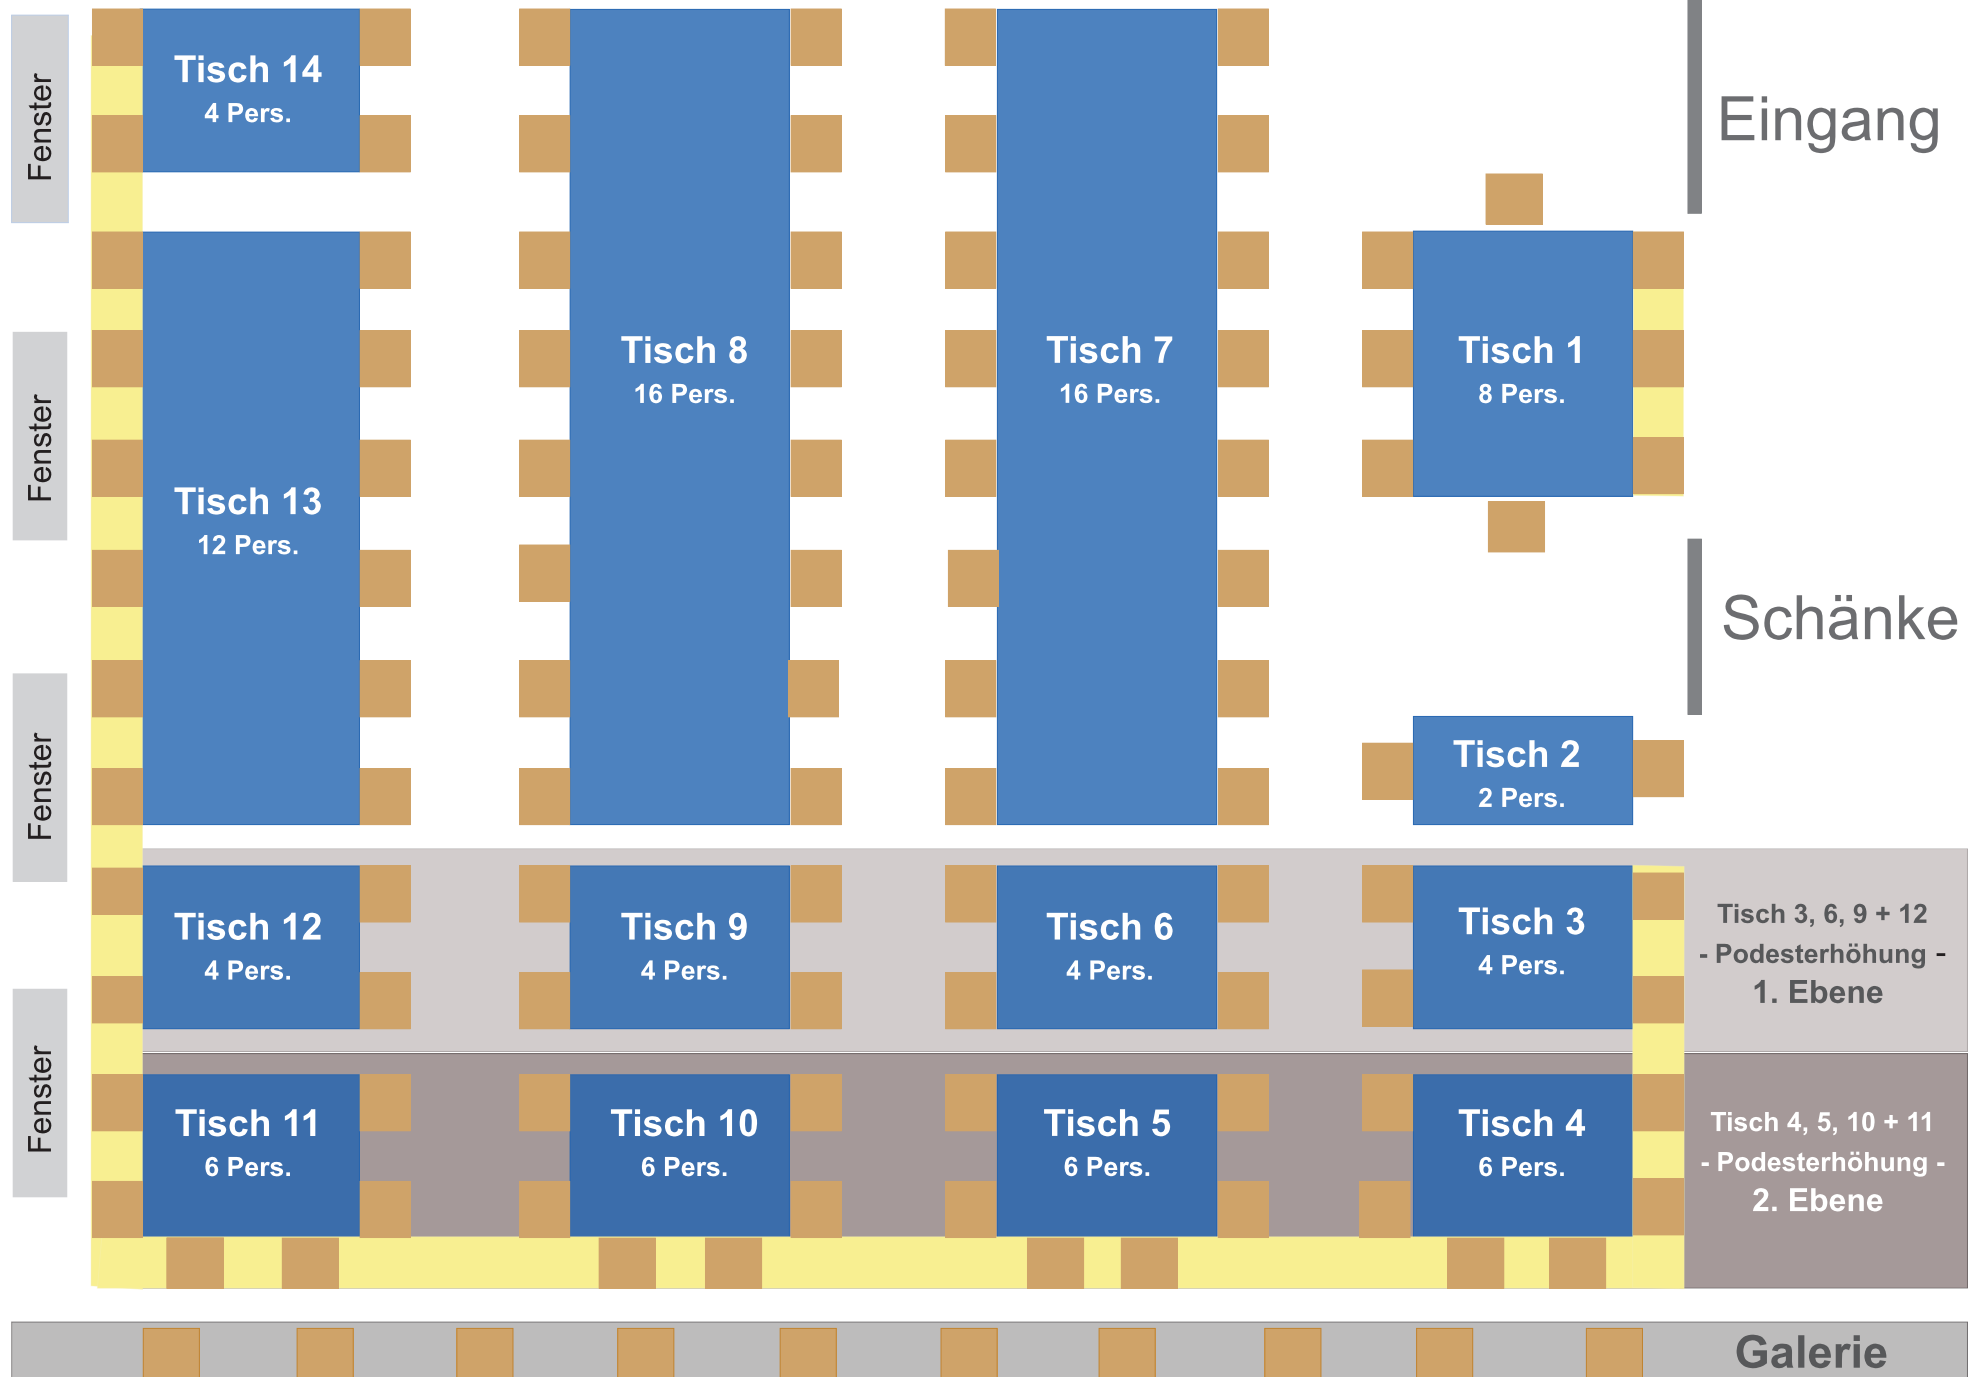 Fenster
Tisch 14
4 Pers.
Eingang
Fenster
Tisch 13
12 Pers.
Tisch 8
16 Pers.
Tisch 7
16 Pers.
Tisch 1
8 Pers.
Schänke
Fenster
Tisch 2
2 Pers.
Tisch 12
4 Pers.
Tisch 9
4 Pers.
Tisch 6
4 Pers.
Tisch 3
4 Pers.
Tisch 3, 6, 9 + 12
- Podesterhöhung -
1. Ebene
Fenster
Tisch 11
6 Pers.
Tisch 10
6 Pers.
Tisch 5
6 Pers.
Tisch 4
6 Pers.
Tisch 4, 5, 10 + 11
- Podesterhöhung -
2. Ebene
Galerie